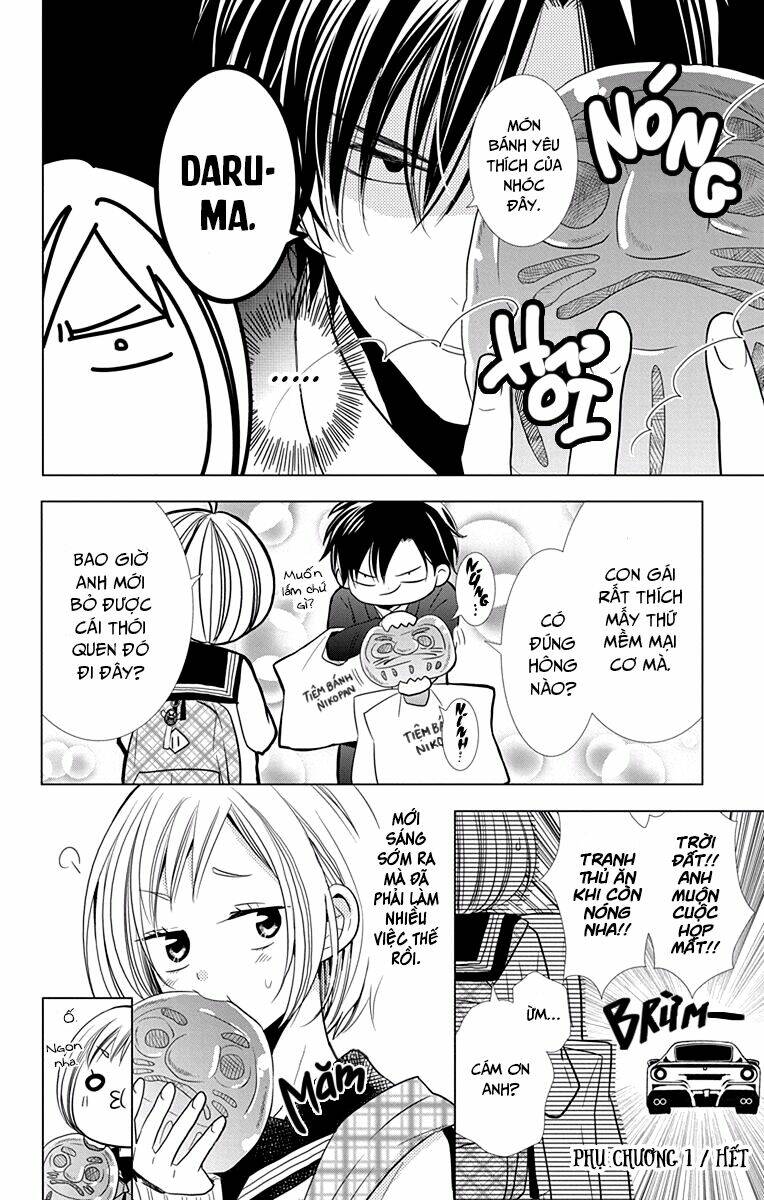 NÓNG
MÓN
BÁNH YÊU
THÍCH CỦA
NHÓC
ĐÂY.
DARU-
MA.
......
HƯI HỔI
CON GÁI
RẤT THÍCH
MẤY THỨ
MỀM MẠI
CƠ MÀ.
CÓ
ĐÚNG
HÔNG
NÀO?
Muốn
lắm chứ
gì?
TIỆM BÁNH
NIKOPAN
TIỆM BÁNH
NIKOPAN
BAO GIỜ
ANH MỚI
BỎ ĐƯỢC
CÁI THÓI
QUEN ĐÓ
ĐI ĐÂY?
TRỜI
ĐẤT!!
ANH
MUỘN
CUỘC
HỌP
MẤT!!
TRANH
THỦ ĂN
KHI CÒN
NÓNG
NHA!!
BRỪM—
ỪM...
CÁM ƠN
ANH?
MỚI
SÁNG
SỚM RA
MÀ ĐÃ
PHẢI LÀM
NHIỀU
VIỆC THẾ
RỒI.
MĂM
Ồ.
Ngon
nha.
PHỤ CHƯƠNG 1 / HẾT